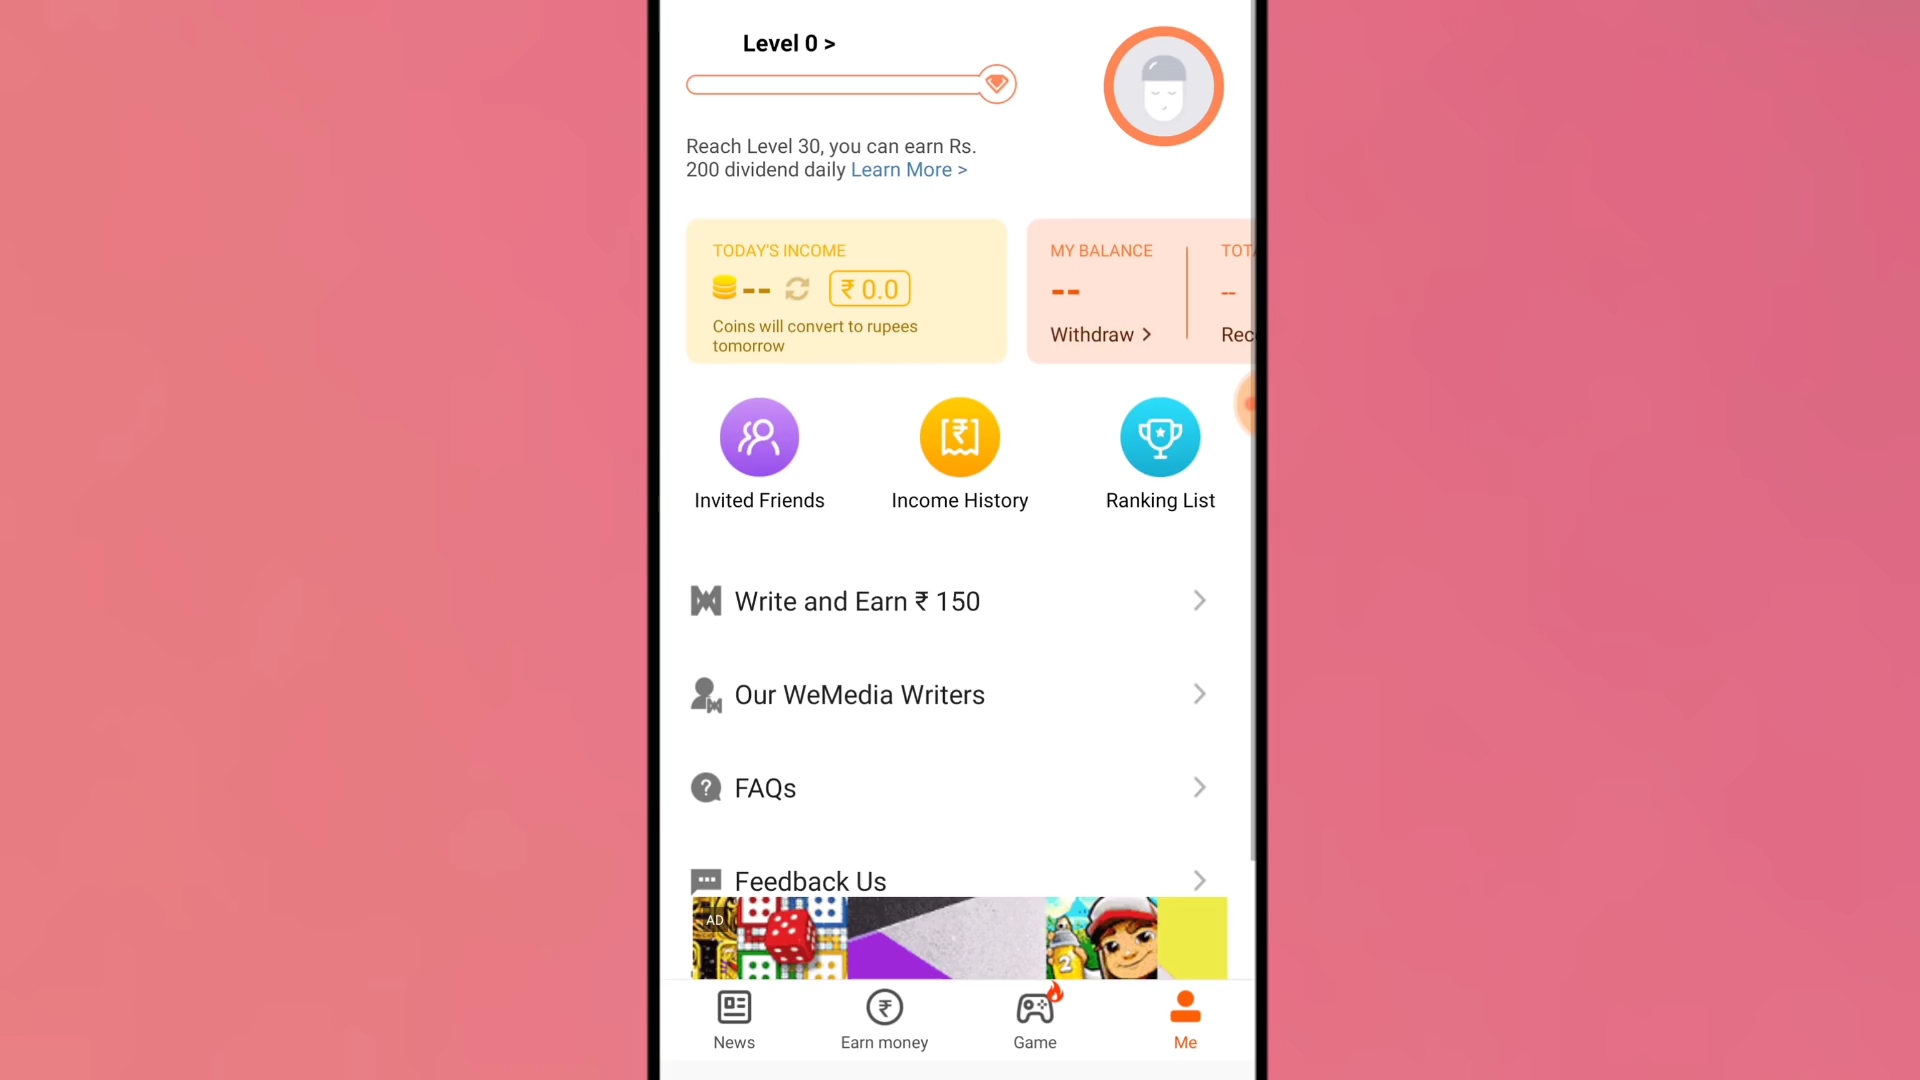 Level 0 >
Reach Level 30, you can earn Rs.
200 dividend daily Learn More >
TODAY'S INCOME
-- ₹ 0.0
Coins will convert to rupees
tomorrow
MY BALANCE
--
Withdraw >
TOTA
--
Rec
Invited Friends
Income History
Ranking List
Write and Earn ₹ 150
Our WeMedia Writers
FAQs
Feedback Us
AD
2
News
Earn money
Game
Me